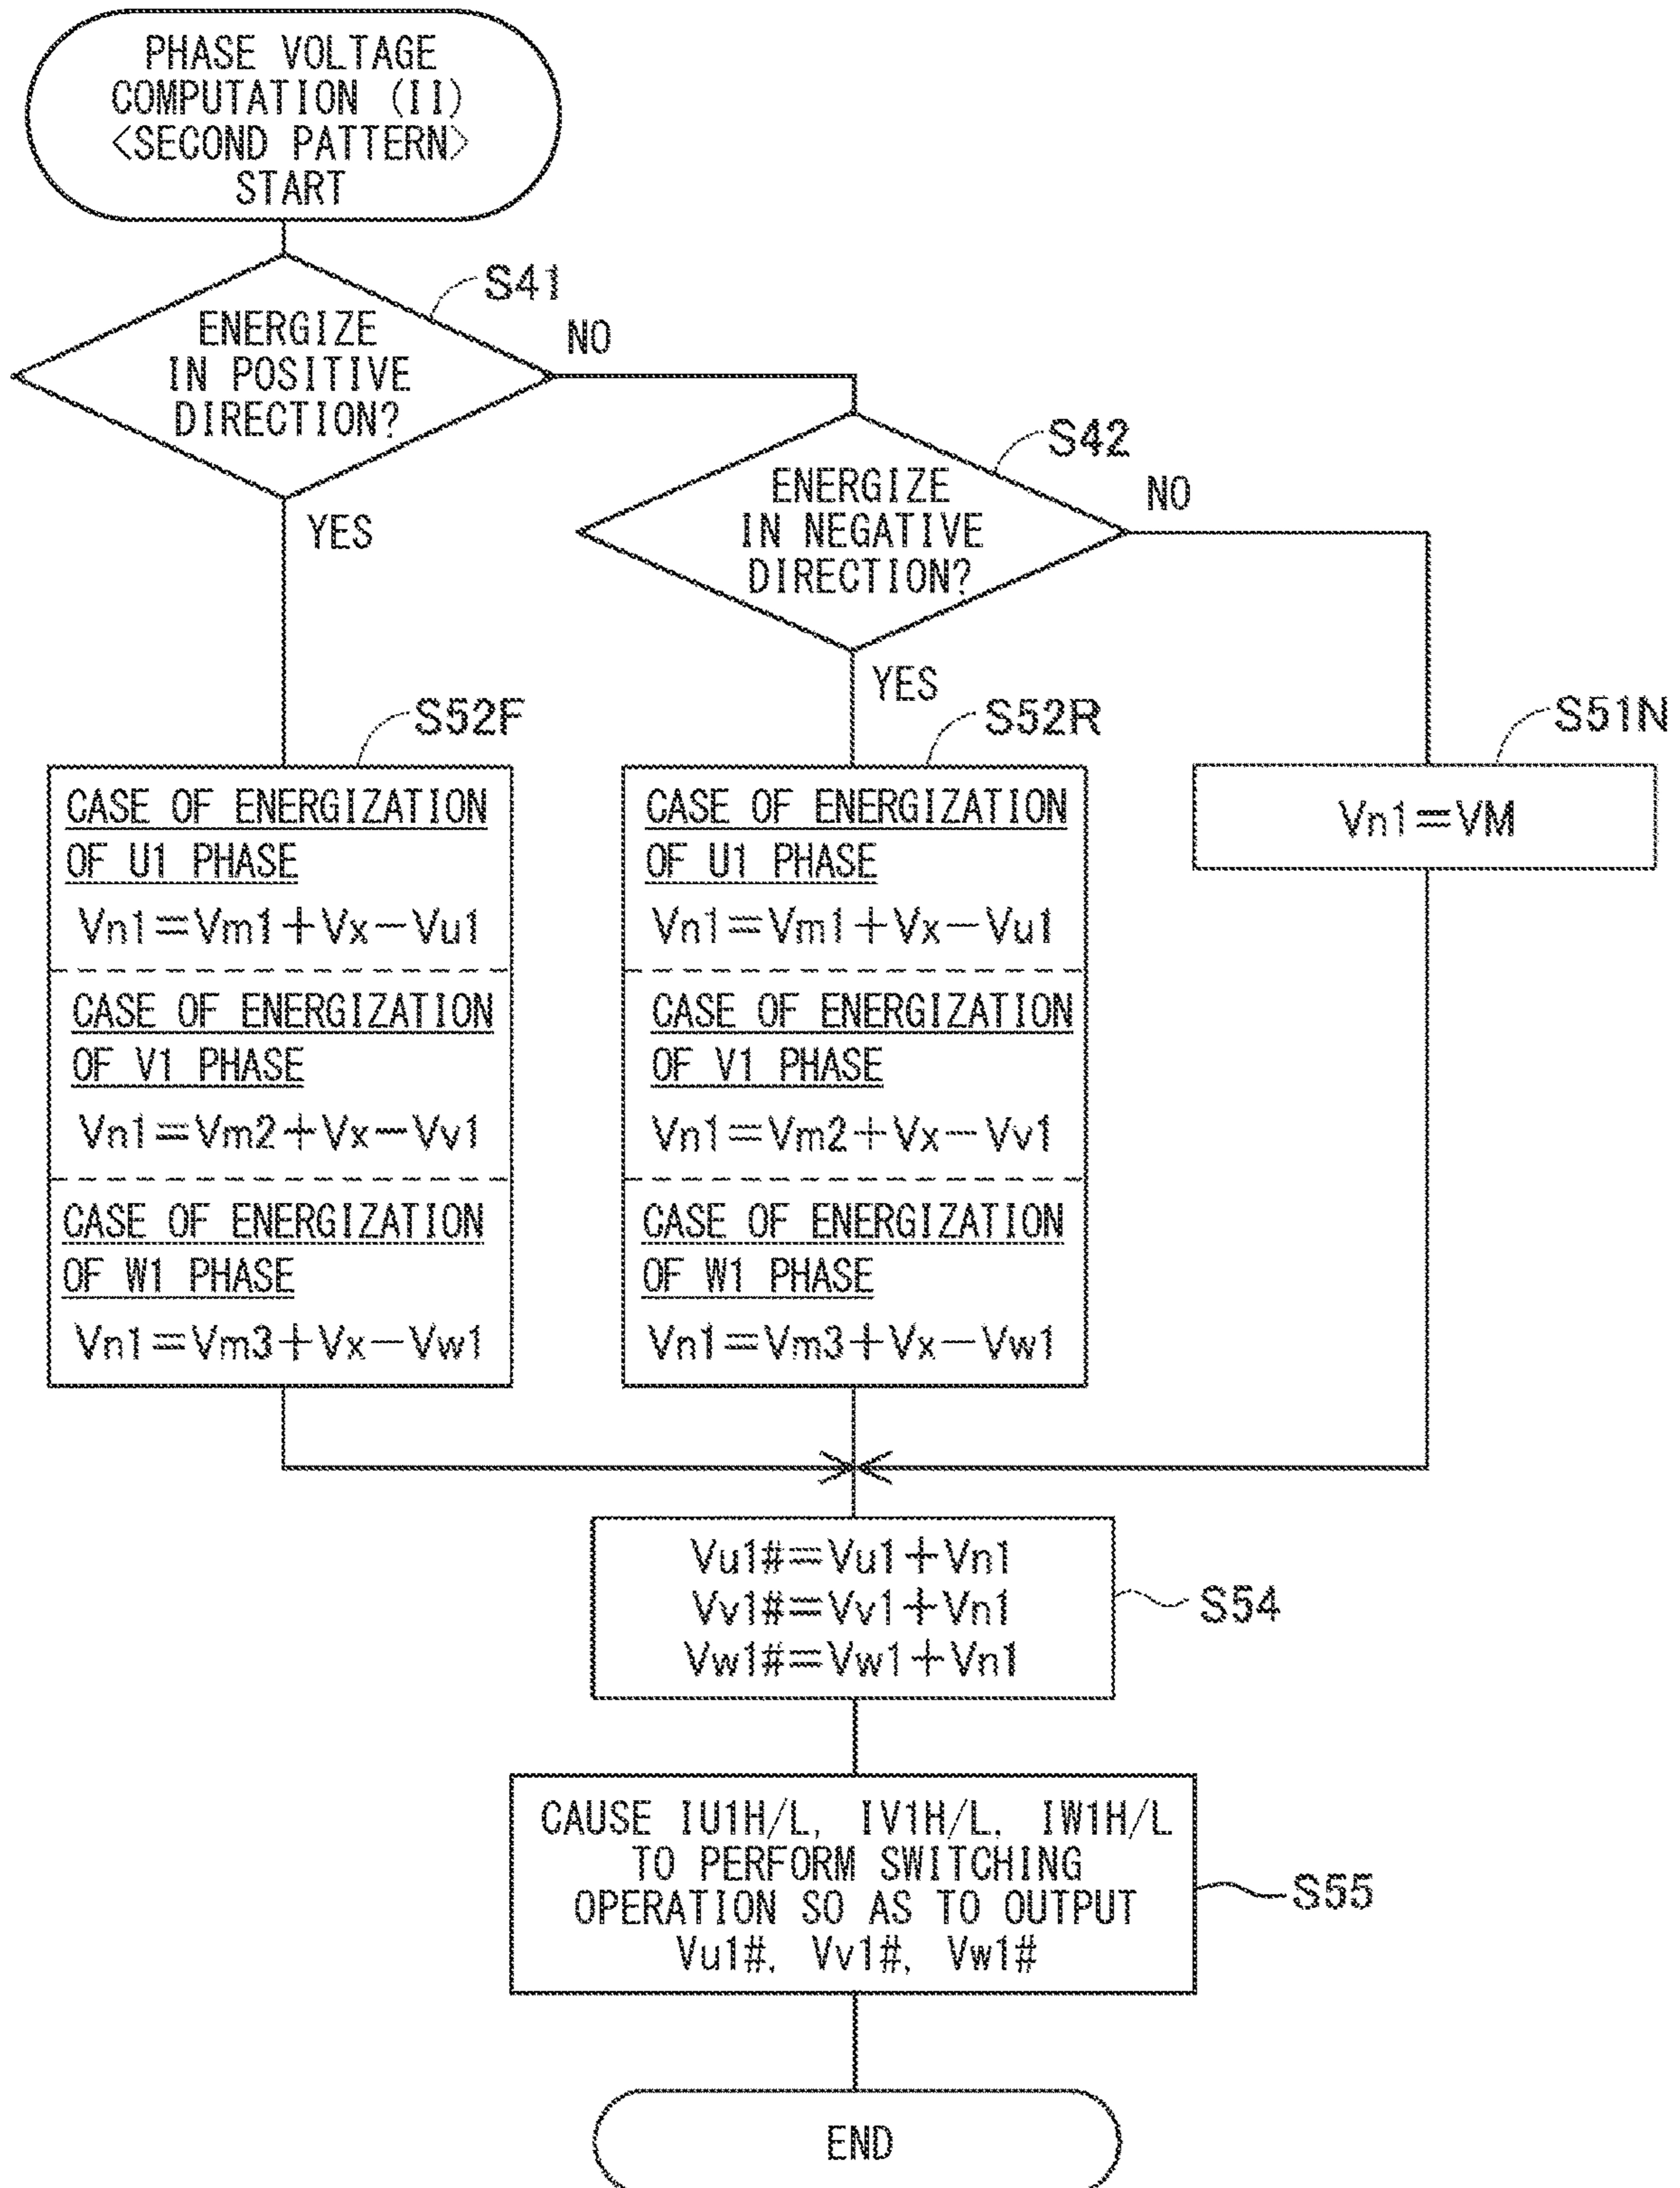 PHASE VOLTAGE
COMPUTATION (II)
<SECOND PATTERN>
START
S41
ENERGIZE
IN POSITIVE
DIRECTION?
NO
YES
S42
ENERGIZE
IN NEGATIVE
DIRECTION?
NO
YES
S52F
CASE OF ENERGIZATION
OF U1 PHASE
Vn1=Vm1+Vx-Vu1
CASE OF ENERGIZATION
OF V1 PHASE
Vn1=Vm2+Vx-Vv1
CASE OF ENERGIZATION
OF W1 PHASE
Vn1=Vm3+Vx-Vw1
S52R
CASE OF ENERGIZATION
OF U1 PHASE
Vn1=Vm1+Vx-Vu1
CASE OF ENERGIZATION
OF V1 PHASE
Vn1=Vm2+Vx-Vv1
CASE OF ENERGIZATION
OF W1 PHASE
Vn1=Vm3+Vx-Vw1
S51N
Vn1=VM
Vu1#=Vu1+Vn1
Vv1#=Vv1+Vn1
Vw1#=Vw1+Vn1
S54
CAUSE IU1H/L, IV1H/L, IW1H/L
TO PERFORM SWITCHING
OPERATION SO AS TO OUTPUT
Vu1#, Vv1#, Vw1#
S55
END